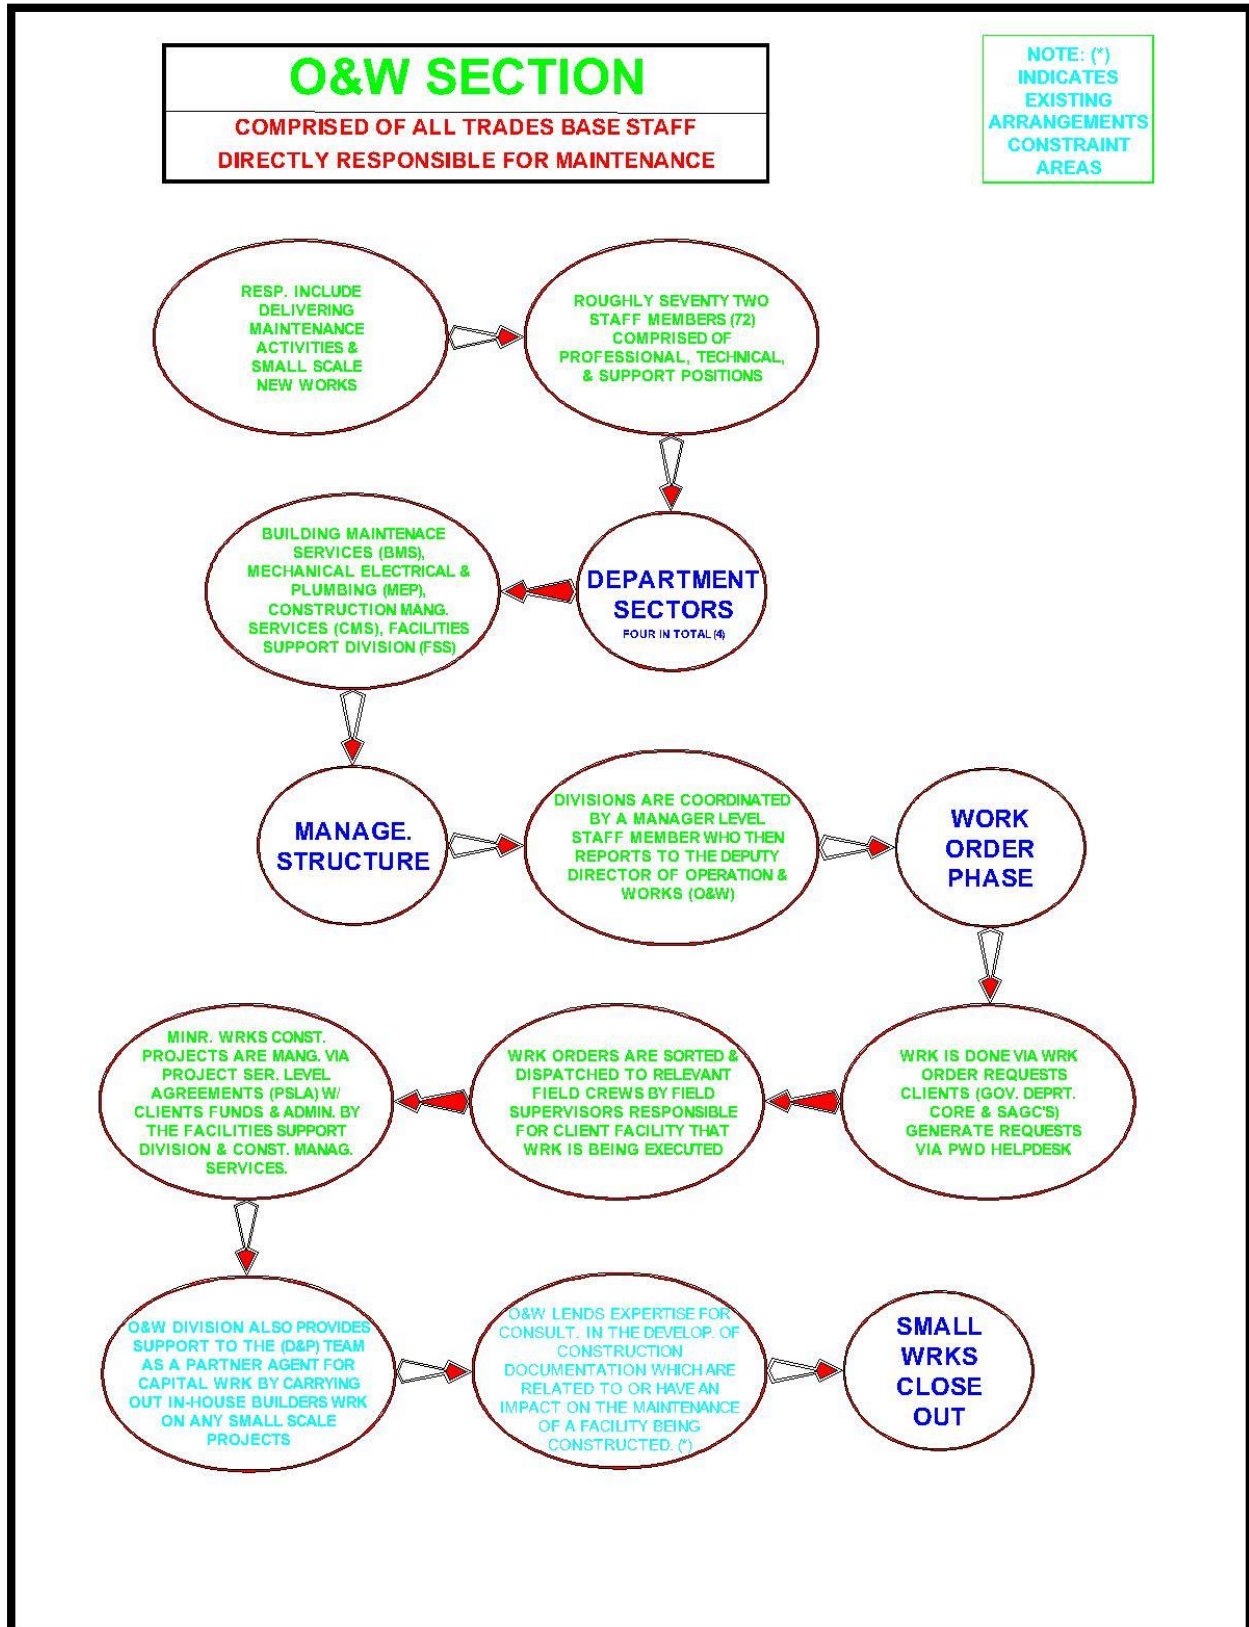 O&W SECTION
COMPRISED OF ALL TRADES BASE STAFF
DIRECTLY RESPONSIBLE FOR MAINTENANCE
NOTE: (*)
INDICATES
EXISTING
ARRANGEMENTS
CONSTRAINT
AREAS
RESP. INCLUDE
DELIVERING
MAINTENANCE
ACTIVITIES &
SMALL SCALE
NEW WORKS
ROUGHLY SEVENTY TWO
STAFF MEMBERS (72)
COMPRISED OF
PROFESSIONAL, TECHNICAL,
& SUPPORT POSITIONS
DEPARTMENT
SECTORS
FOUR IN TOTAL (4)
BUILDING MAINTENACE
SERVICES (BMS),
MECHANICAL ELECTRICAL &
PLUMBING (MEP),
CONSTRUCTION MANG.
SERVICES (CMS), FACILITIES
SUPPORT DIVISION (FSS)
MANAGE.
STRUCTURE
DIVISIONS ARE COORDINATED
BY A MANAGER LEVEL
STAFF MEMBER WHO THEN
REPORTS TO THE DEPUTY
DIRECTOR OF OPERATION &
WORKS (O&W)
WORK
ORDER
PHASE
WRK IS DONE VIA WRK
ORDER REQUESTS
CLIENTS (GOV. DEPRT.
CORE & SAGC'S)
GENERATE REQUESTS
VIA PWD HELPDESK
WRK ORDERS ARE SORTED &
DISPATCHED TO RELEVANT
FIELD CREWS BY FIELD
SUPERVISORS RESPONSIBLE
FOR CLIENT FACILITY THAT
WRK IS BEING EXECUTED
MINR. WRKS CONST.
PROJECTS ARE MANG. VIA
PROJECT SER. LEVEL
AGREEMENTS (PSLA) W/
CLIENTS FUNDS & ADMIN. BY
THE FACILITIES SUPPORT
DIVISION & CONST. MANAG.
SERVICES.
O&W DIVISION ALSO PROVIDES
SUPPORT TO THE (D&P) TEAM
AS A PARTNER AGENT FOR
CAPITAL WRK BY CARRYING
OUT IN-HOUSE BUILDERS WRK
ON ANY SMALL SCALE
PROJECTS
O&W LENDS EXPERTISE FOR
CONSULT. IN THE DEVELOP. OF
CONSTRUCTION
DOCUMENTATION WHICH ARE
RELATED TO OR HAVE AN
IMPACT ON THE MAINTENANCE
OF A FACILITY BEING
CONSTRUCTED. (*)
SMALL
WRKS
CLOSE
OUT